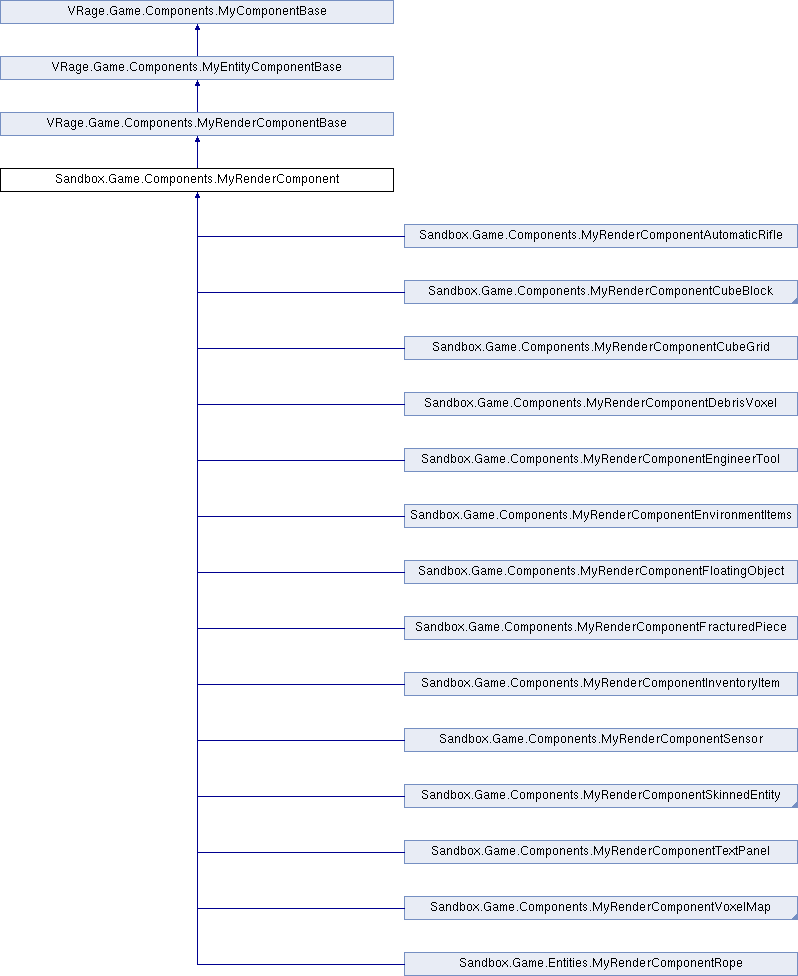 VRage.Game.Components.MyComponentBase
VRage.Game.Components.MyEntityComponentBase
VRage.Game.Components.MyRenderComponentBase
Sandbox.Game.Components.MyRenderComponent
Sandbox.Game.Components.MyRenderComponentAutomaticRifle
Sandbox.Game.Components.MyRenderComponentCubeBlock
Sandbox.Game.Components.MyRenderComponentCubeGrid
Sandbox.Game.Components.MyRenderComponentDebrisVoxel
Sandbox.Game.Components.MyRenderComponentEngineerTool
Sandbox.Game.Components.MyRenderComponentEnvironmentItems
Sandbox.Game.Components.MyRenderComponentFloatingObject
Sandbox.Game.Components.MyRenderComponentFracturedPiece
Sandbox.Game.Components.MyRenderComponentInventoryItem
Sandbox.Game.Components.MyRenderComponentSensor
Sandbox.Game.Components.MyRenderComponentSkinnedEntity
Sandbox.Game.Components.MyRenderComponentTextPanel
Sandbox.Game.Components.MyRenderComponentVoxelMap
Sandbox.Game.Entities.MyRenderComponentRope